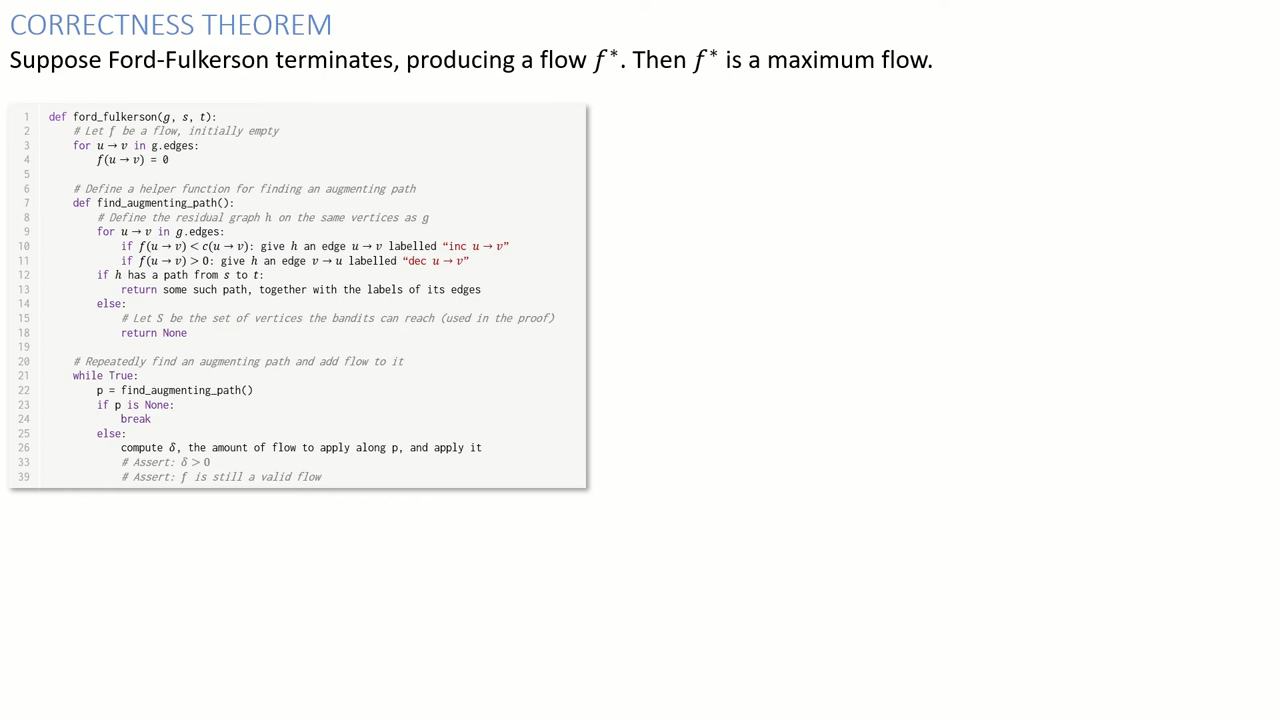 CORRECTNESS THEOREM
Suppose Ford-Fulkerson terminates, producing a flow f*. Then f* is a maximum flow.
1 def ford_fulkerson(g, s, t):
2 # Let f be a flow, initially empty
3 for u → v in g.edges:
4 f(u → v) = 0
5
6 # Define a helper function for finding an augmenting path
7 def find_augmenting_path():
8 # Define the residual graph h on the same vertices as g
9 for u → v in g.edges:
10 if f(u → v) < c(u → v): give h an edge u → v labelled “inc u → v”
11 if f(u → v) > 0: give h an edge v → u labelled “dec u → v”
12 if h has a path from s to t:
13 return some such path, together with the labels of its edges
14 else:
15 # Let S be the set of vertices the bandits can reach (used in the proof)
18 return None
19
20 # Repeatedly find an augmenting path and add flow to it
21 while True:
22 p = find_augmenting_path()
23 if p is None:
24 break
25 else:
26 compute δ, the amount of flow to apply along p, and apply it
33 # Assert: δ > 0
39 # Assert: f is still a valid flow